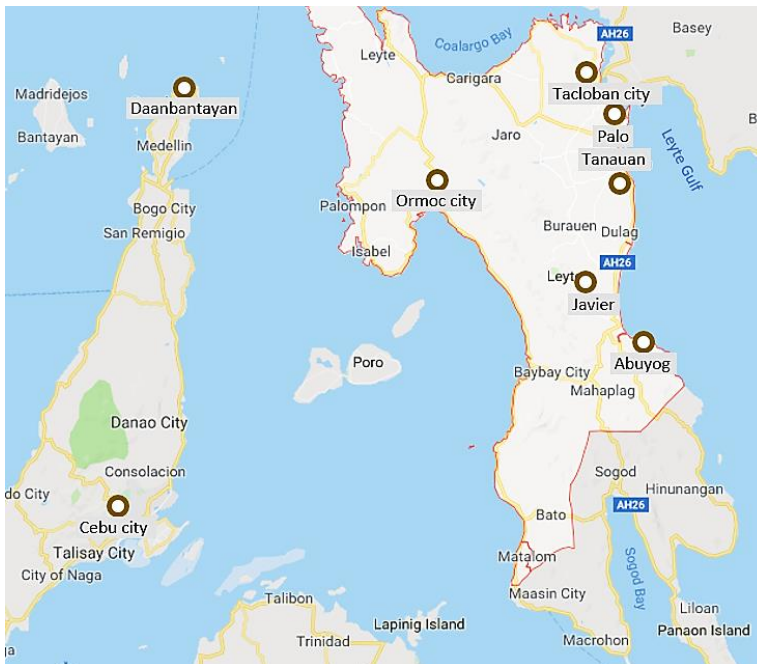 AH26
Basey
Coalargo Bay
Leyte
Carigara
Tacloban city
Madridejos
Daanbantayan
Bantayan
Medellin
Jaro
Palo
Tanauan
Leyte Gulf
Ormoc city
Palompon
Bogo City
San Remigio
Burauen
Dulag
Isabel
AH26
Leyte
Javier
Poro
Abuyog
Baybay City
Mahaplag
Danao City
Consolacion
Sogod
do City
Hinunangan
AH26
Cebu city
Bato
Talisay City
Matalom
City of Naga
Sogod Bay
Maasin City
Talibon
Liloan
Lapinig Island
Panaon Island
Trinidad
Macrohon